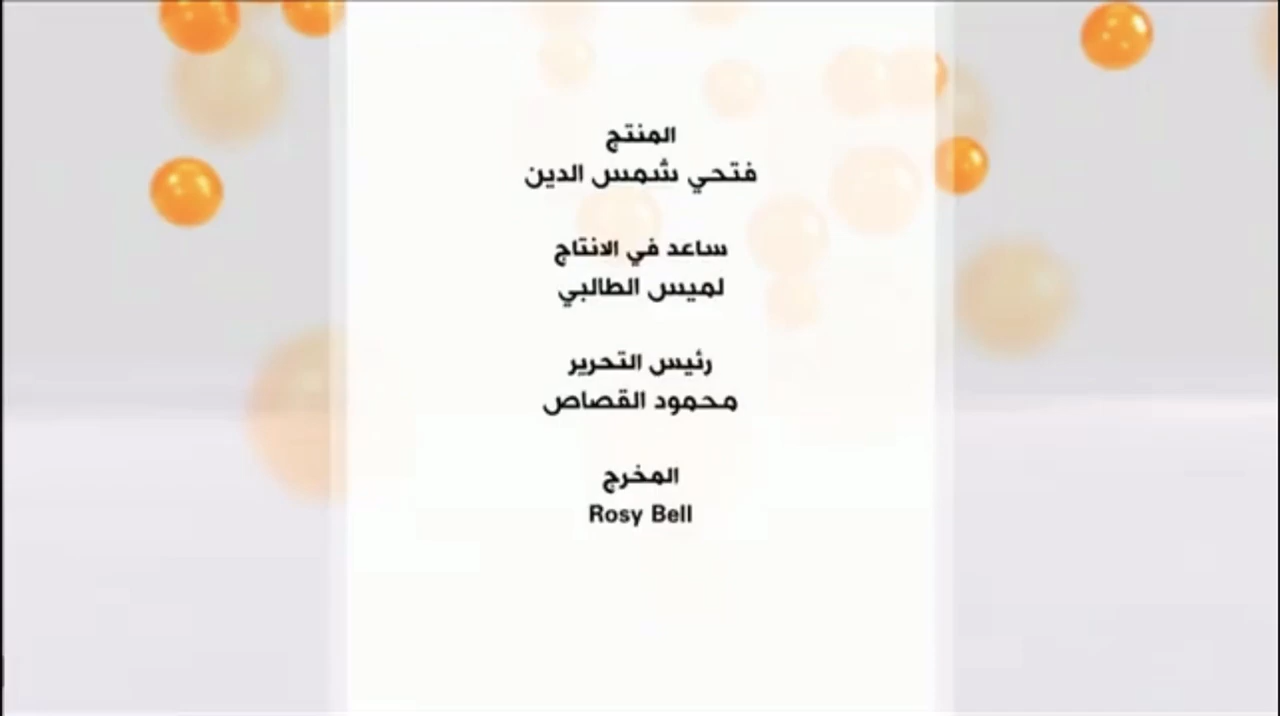 المنتج
فتحي شمس الدين
ساعد في الانتاج
لميس الطالبي
رئيس التحرير
محمود القصاص
المخرج
Rosy Bell